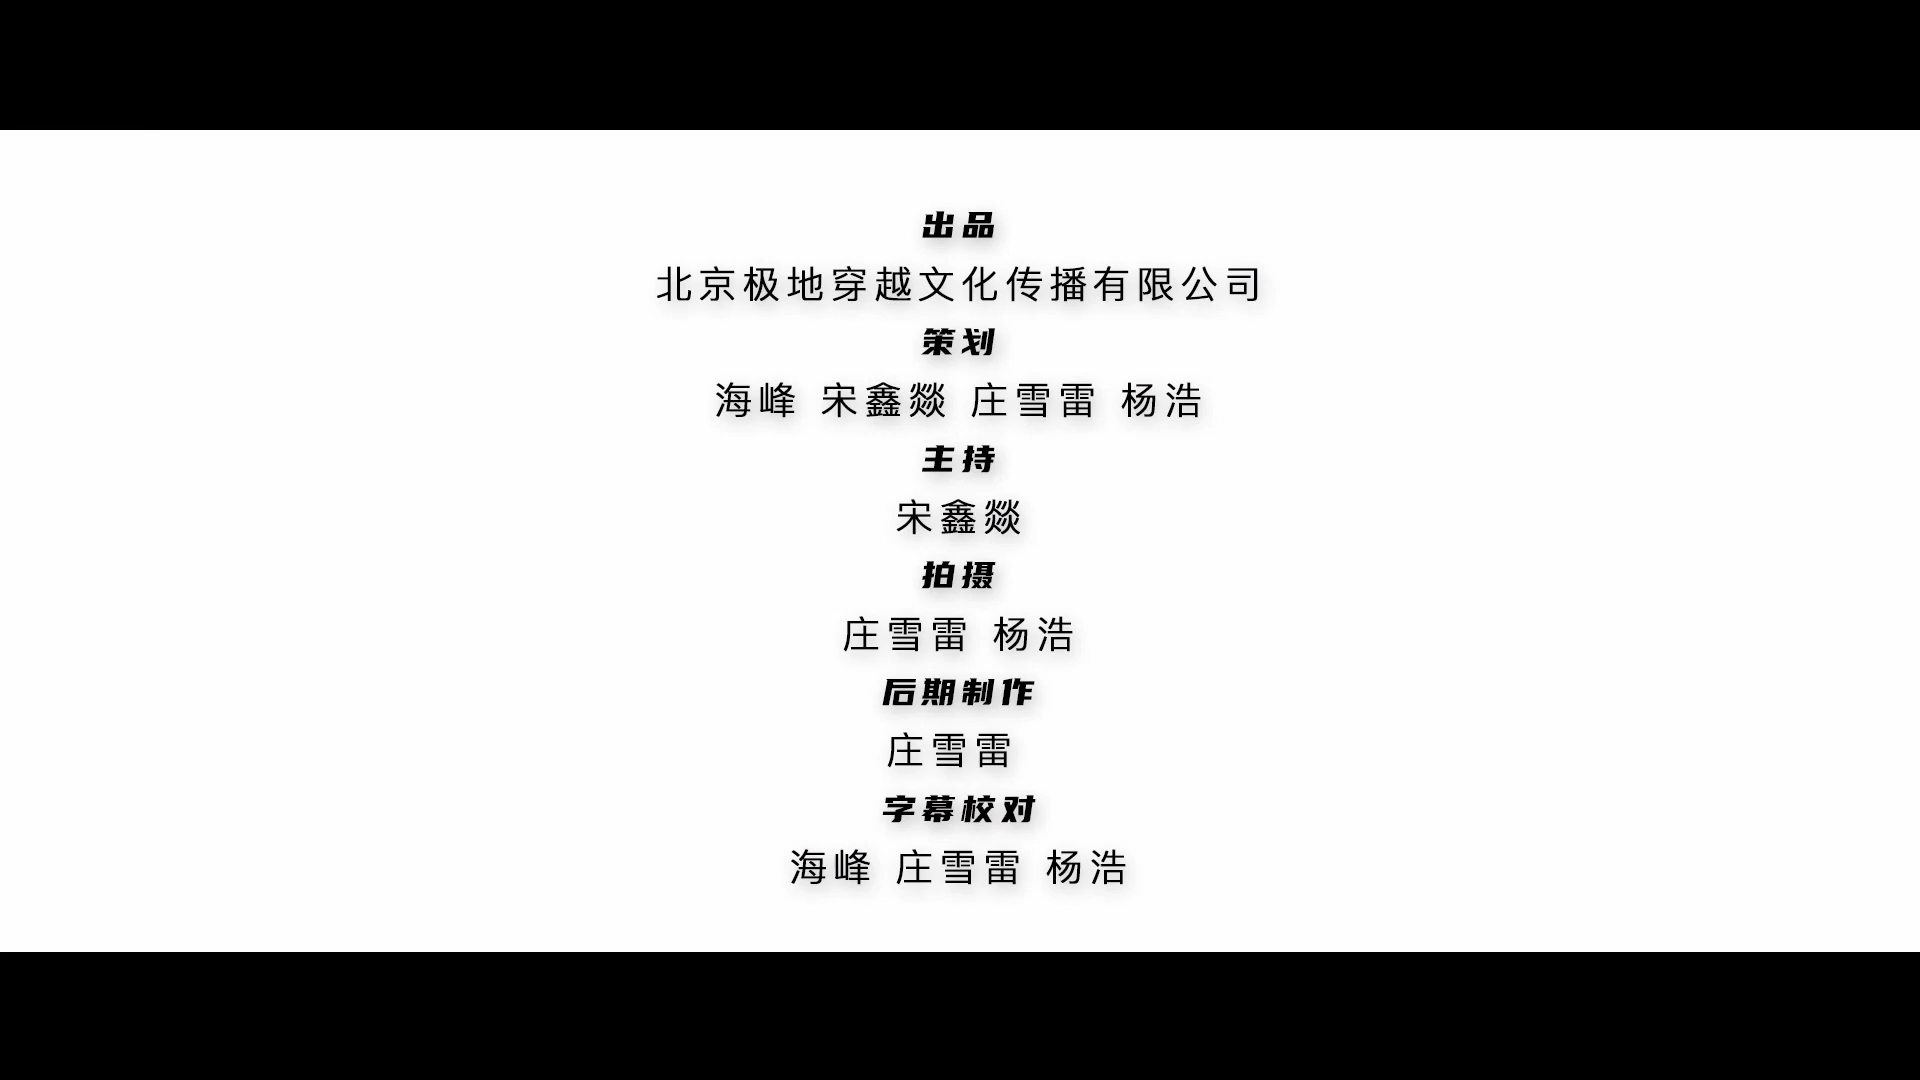 出品
北京极地穿越文化传播有限公司
策划
海峰 宋鑫燚 庄雪雷 杨浩
主持
宋鑫燚
拍摄
庄雪雷 杨浩
后期制作
庄雪雷
字幕校对
海峰 庄雪雷 杨浩